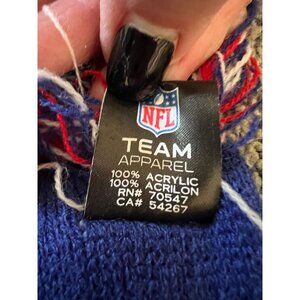 NFL
TEAM
APPAREL
100% ACRYLIC
100% ACRILON
RN# 70547
CA# 54267